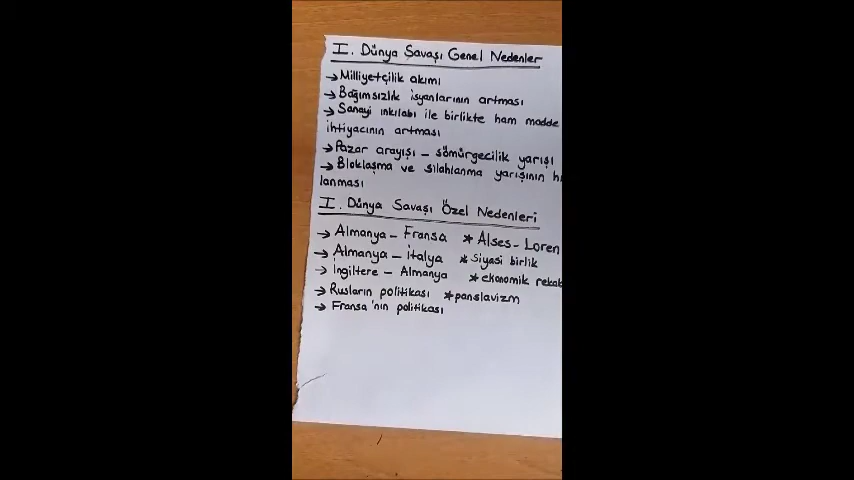 I. Dünya Savaşı Genel Nedenler
→ Milliyetçilik akımı
→ Bağımsızlık isyanlarının artması
→ Sanayi inkılabı ile birlikte ham madde
ihtiyacının artması
→ Pazar arayışı - sömürgecilik yarışı
→ Bloklaşma ve silahlanma yarışının
lanması
I. Dünya Savaşı Özel Nedenleri
→ Almanya - Fransa * Alses - Loren
→ Almanya - İtalya * siyasi birlik
→ İngiltere - Almanya * ekonomik
→ Rusların politikası * panslavizm
→ Fransa'nın politikası